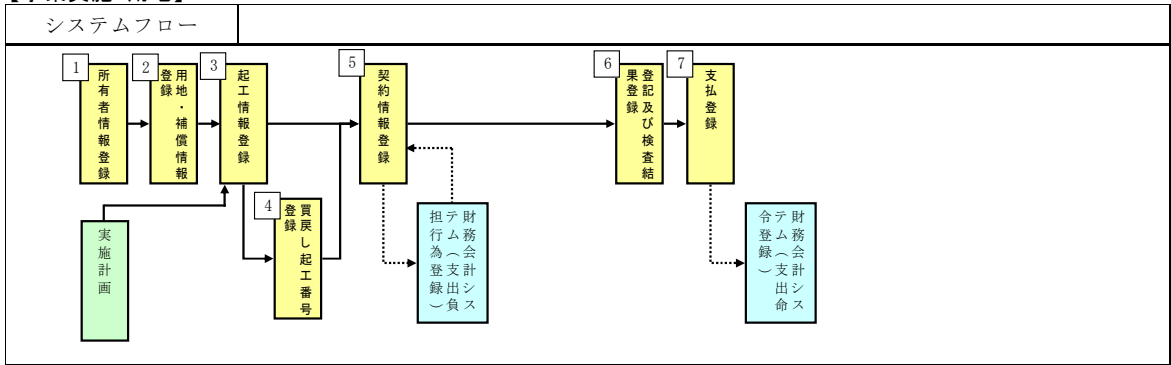 システムフロー
1
所有者情報登録
2
用地・補償情報
登録
3
起工情報登録
4
買戻し起工番号
登録
5
契約情報登録
6
登記及び検査結
果登録
7
支払登録
実施計画
財務会計シス
テム（支出負
担行為登録）
財務会計シス
テム（支出命
令登録）